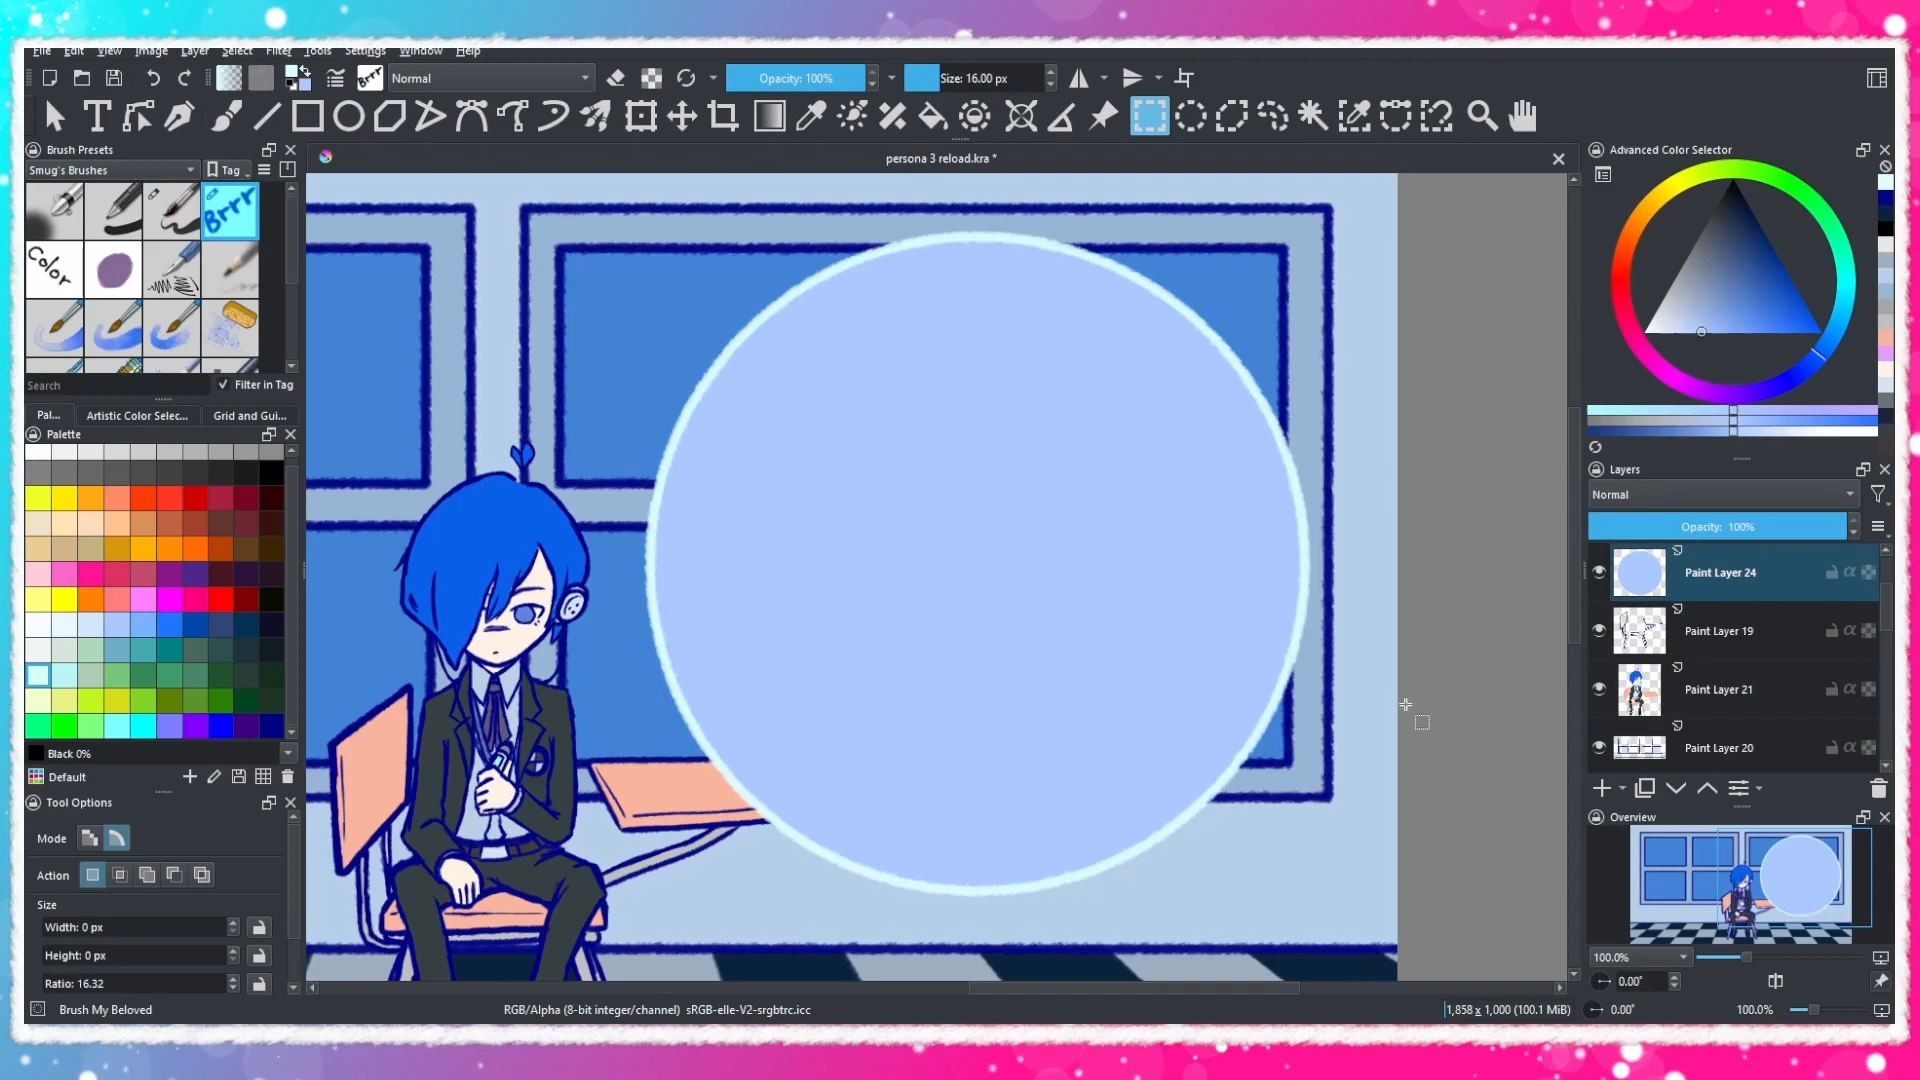 File Edit View Image Layer Select Filter Tools Settings Window Help
Brrr Normal Opacity: 100% Size: 16.00 px
Brush Presets
persona 3 reload.kra *
Advanced Color Selector
Smug's Brushes Tag
Brrr
Color
Search Filter in Tag
Pal... Artistic Color Selec... Grid and Gui...
Palette
Layers
Normal
Opacity: 100%
Paint Layer 24
Paint Layer 19
Paint Layer 21
Paint Layer 20
Black 0%
Default
Tool Options
Overview
Mode
Action
Size
Width: 0 px
Height: 0 px
Ratio: 16.32
100.0%
0.00°
Brush My Beloved RGB/Alpha (8-bit integer/channel) sRGB-elle-V2-srgbtrc.icc 1,858 x 1,000 (100.1 MiB) 0.00° 100.0%